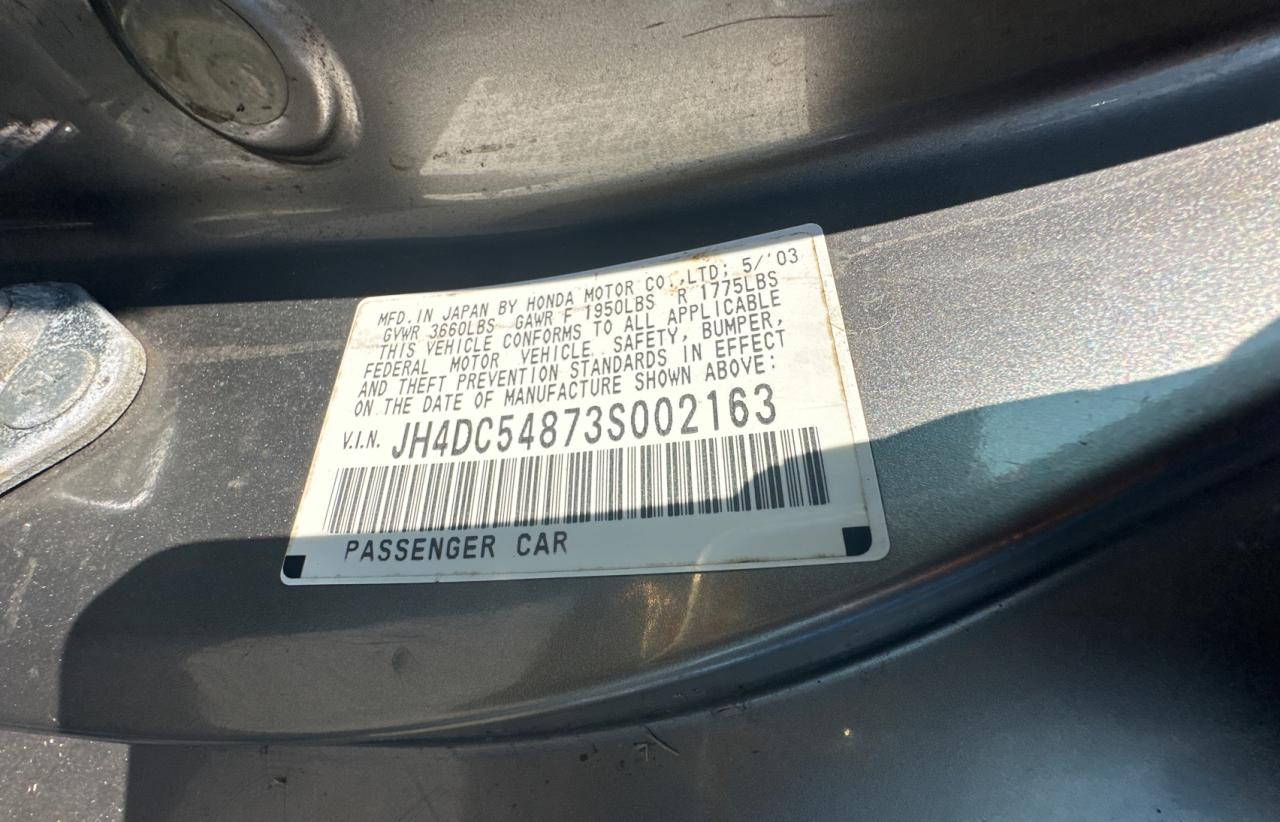 MFD. IN JAPAN BY HONDA MOTOR CO.,LTD; 5/'03
GVWR 3660LBS GAWR F 1950LBS R 1775LBS
THIS VEHICLE CONFORMS TO ALL APPLICABLE
FEDERAL MOTOR VEHICLE SAFETY, BUMPER,
AND THEFT PREVENTION STANDARDS IN EFFECT
ON THE DATE OF MANUFACTURE SHOWN ABOVE:
V.I.N. JH4DC54873S002163
PASSENGER CAR